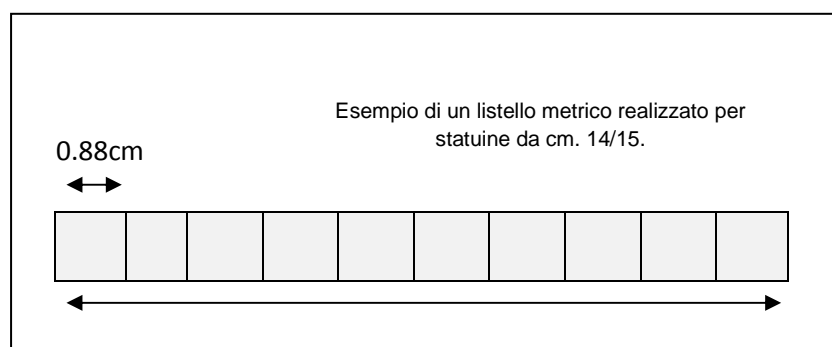 Esempio di un listello metrico realizzato per
statuine da cm. 14/15.
0.88cm